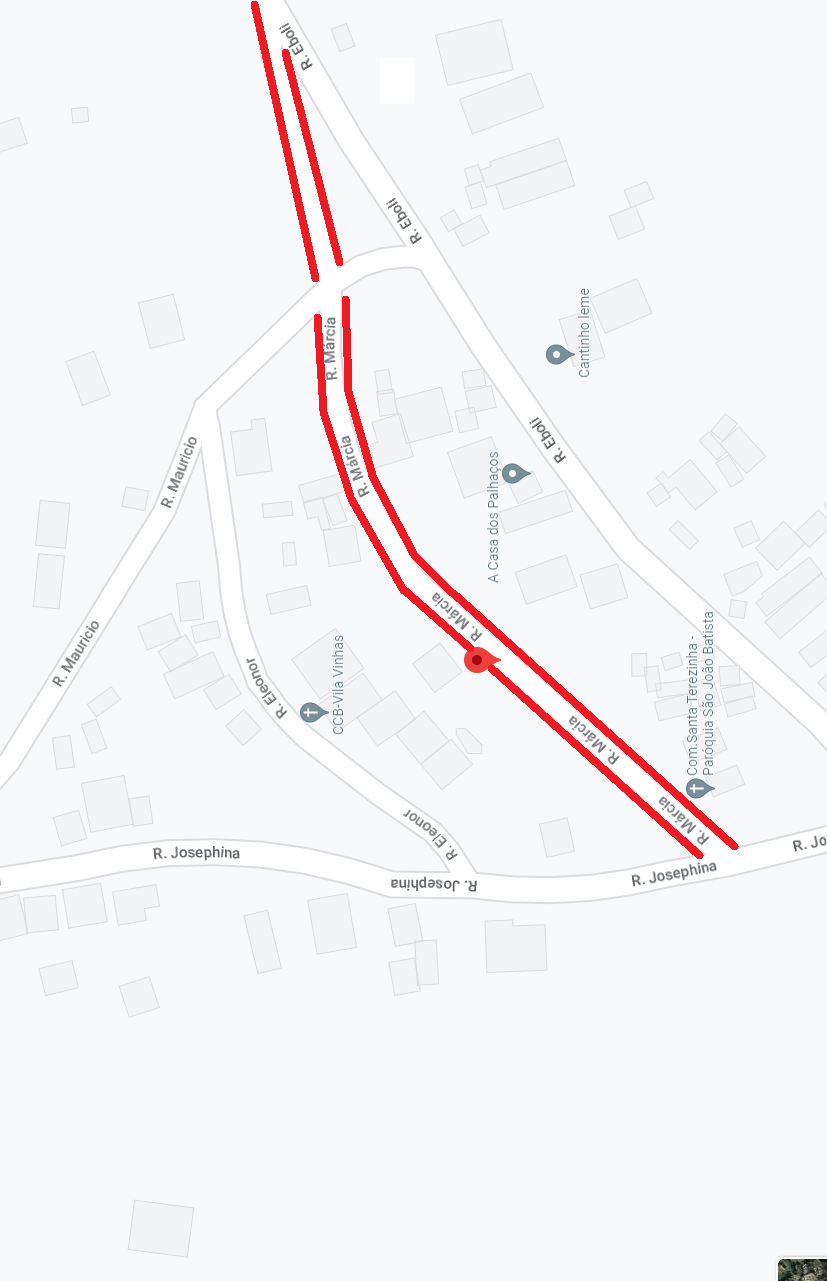 R. Eboli
R. Eboli
Cantinho leme
R. Márcia
R. Eboli
R. Márcia
R. Mauricio
A Casa dos Palhaços
R. Márcia
R. Mauricio
R. Eleonor
CCB-Vila Vinhas
Com.Santa Terezinha -
Paróquia São João Batista
R. Márcia
R. Márcia
R. Eleonor
R. Josephina
R. Josephina
R. Josephina
R. Jo